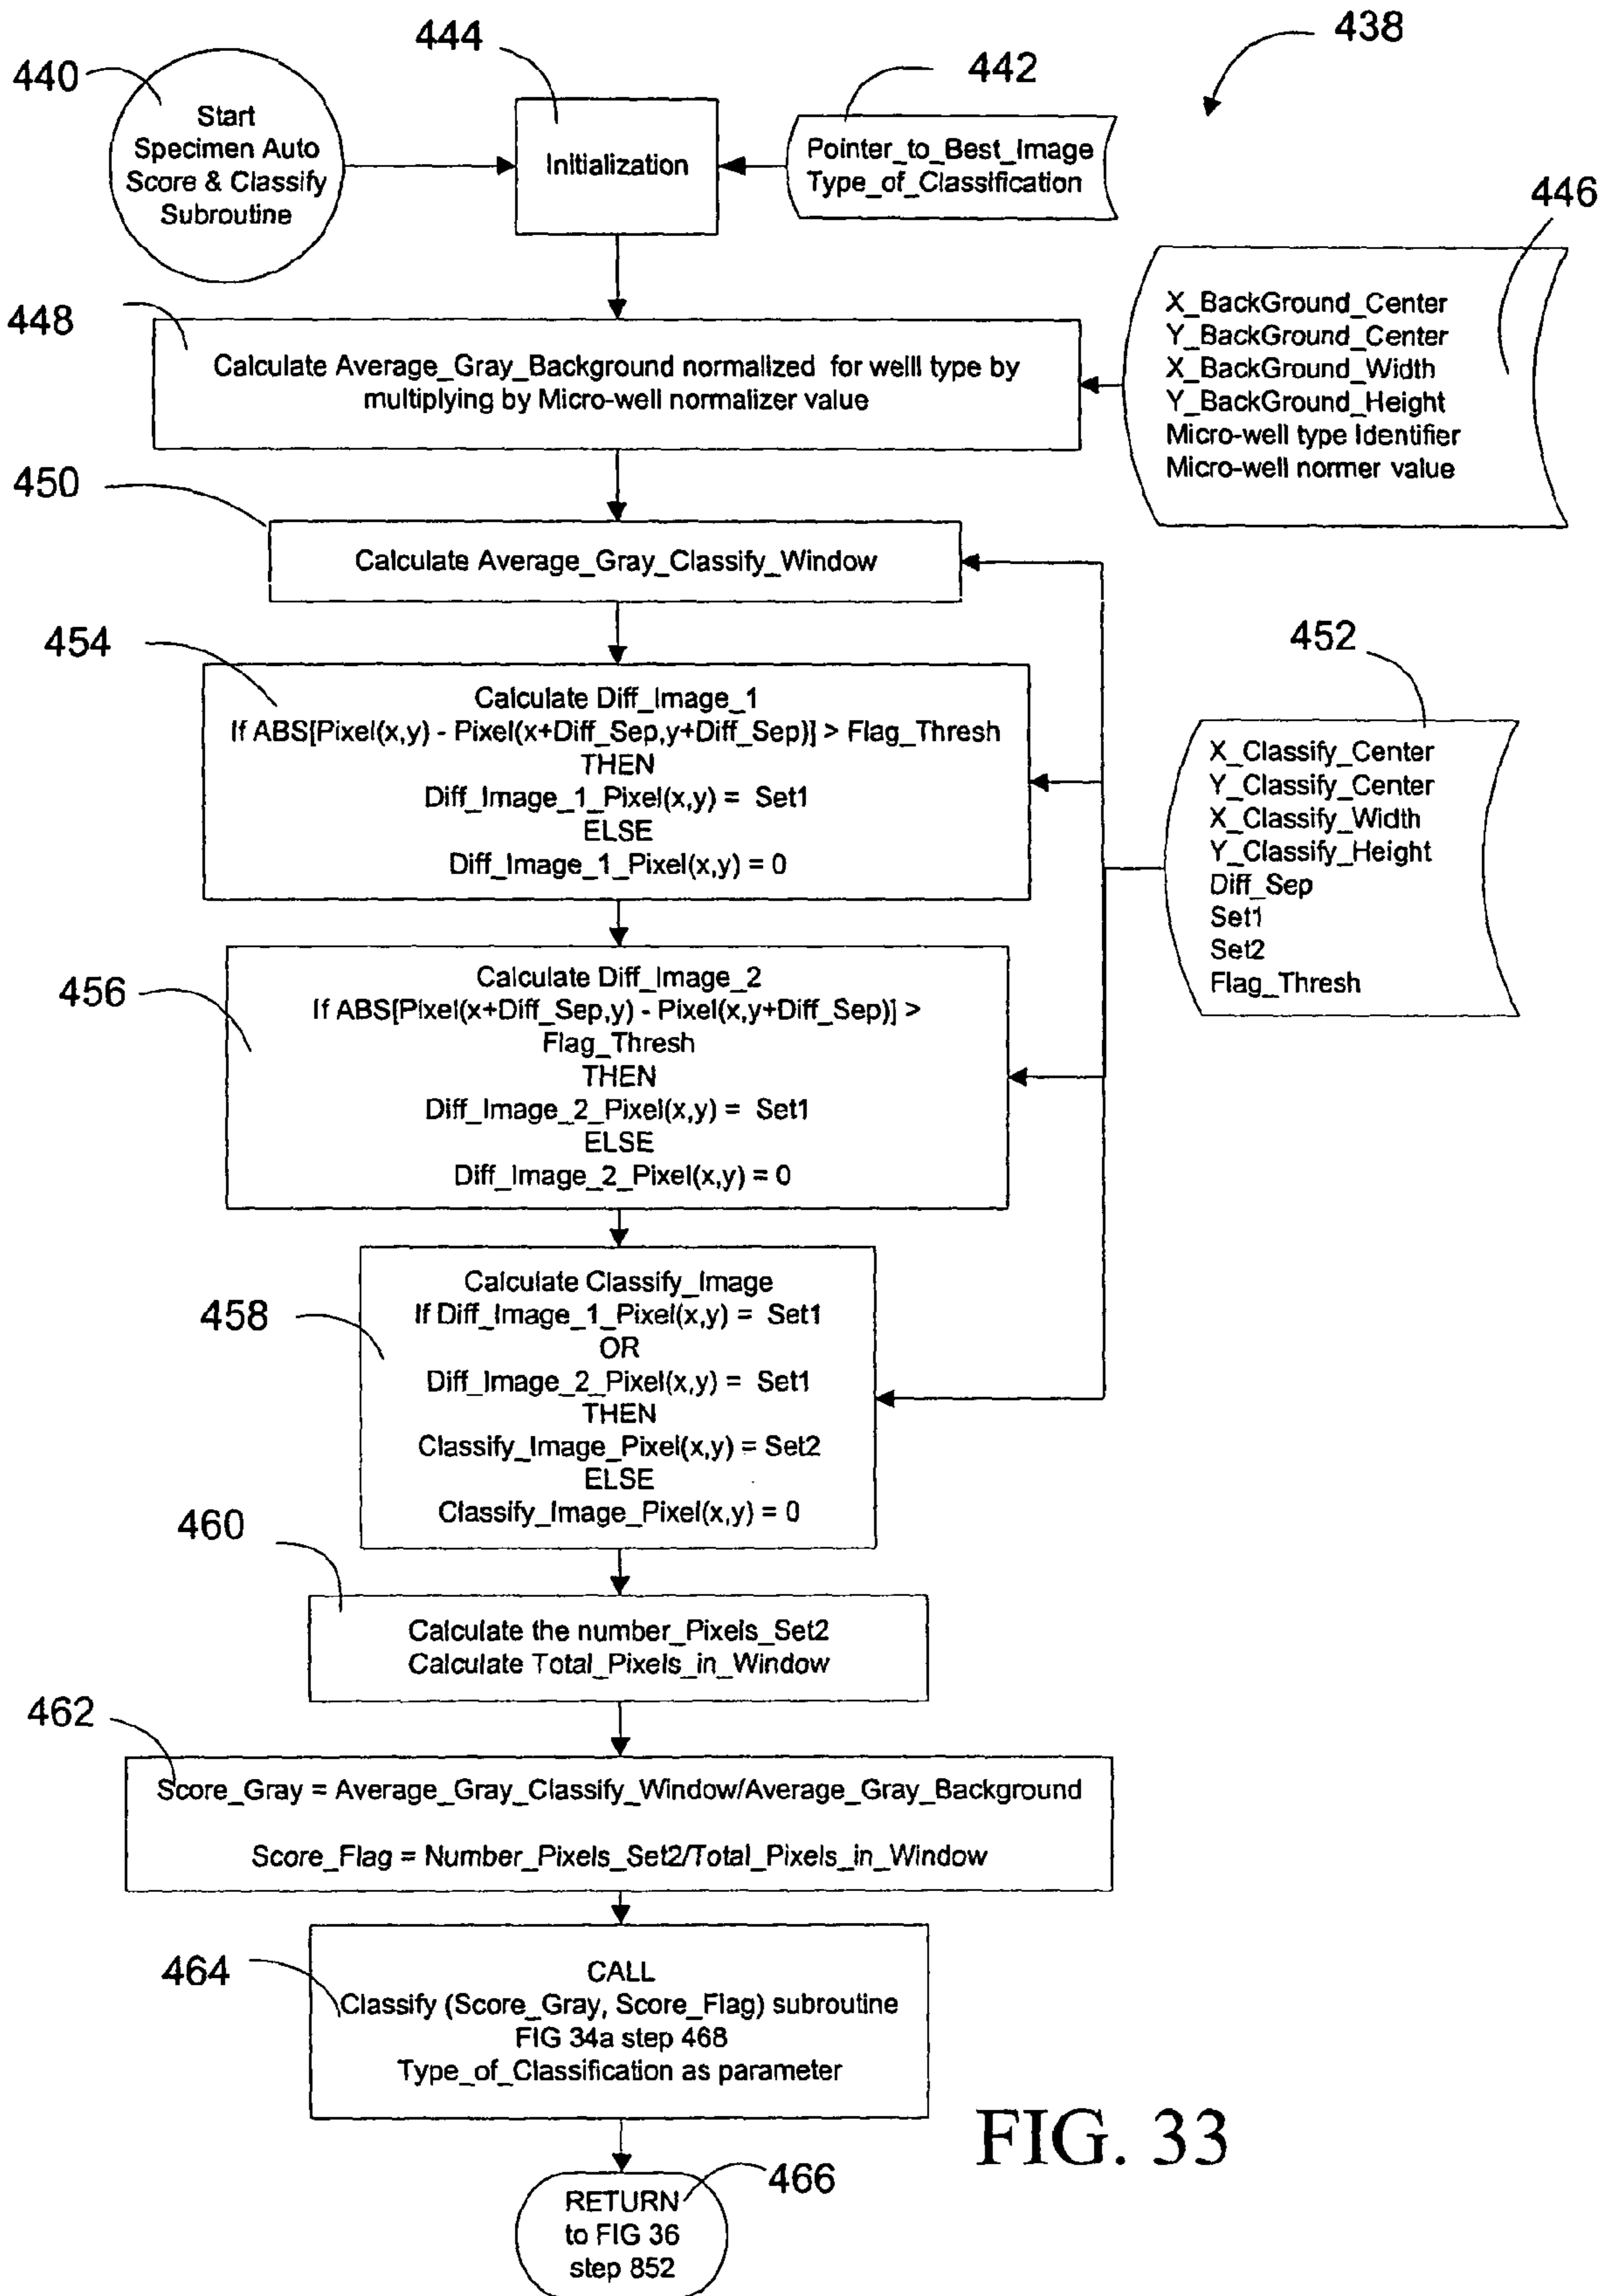 438
444
442
440
Start
Specimen Auto
Score & Classify
Subroutine
Initialization
Pointer_to_Best_Image
Type_of_Classification
446
448
Calculate Average_Gray_Background normalized for welll type by
multiplying by Micro-well normalizer value
X_BackGround_Center
Y_BackGround_Center
X_BackGround_Width
Y_BackGround_Height
Micro-well type Identifier
Micro-well normer value
450
Calculate Average_Gray_Classify_Window
454
Calculate Diff_Image_1
If ABS[Pixel(x,y) - Pixel(x+Diff_Sep,y+Diff_Sep)] > Flag_Thresh
THEN
Diff_Image_1_Pixel(x,y) = Set1
ELSE
Diff_Image_1_Pixel(x,y) = 0
452
X_Classify_Center
Y_Classify_Center
X_Classify_Width
Y_Classify_Height
Diff_Sep
Set1
Set2
Flag_Thresh
456
Calculate Diff_Image_2
If ABS[Pixel(x+Diff_Sep,y) - Pixel(x,y+Diff_Sep)] >
Flag_Thresh
THEN
Diff_Image_2_Pixel(x,y) = Set1
ELSE
Diff_Image_2_Pixel(x,y) = 0
458
Calculate Classify_Image
If Diff_Image_1_Pixel(x,y) = Set1
OR
Diff_Image_2_Pixel(x,y) = Set1
THEN
Classify_Image_Pixel(x,y) = Set2
ELSE
Classify_Image_Pixel(x,y) = 0
460
Calculate the number_Pixels_Set2
Calculate Total_Pixels_in_Window
462
Score_Gray = Average_Gray_Classify_Window/Average_Gray_Background
Score_Flag = Number_Pixels_Set2/Total_Pixels_in_Window
464
CALL
Classify (Score_Gray, Score_Flag) subroutine
FIG 34a step 468
Type_of_Classification as parameter
FIG. 33
466
RETURN
to FIG 36
step 852